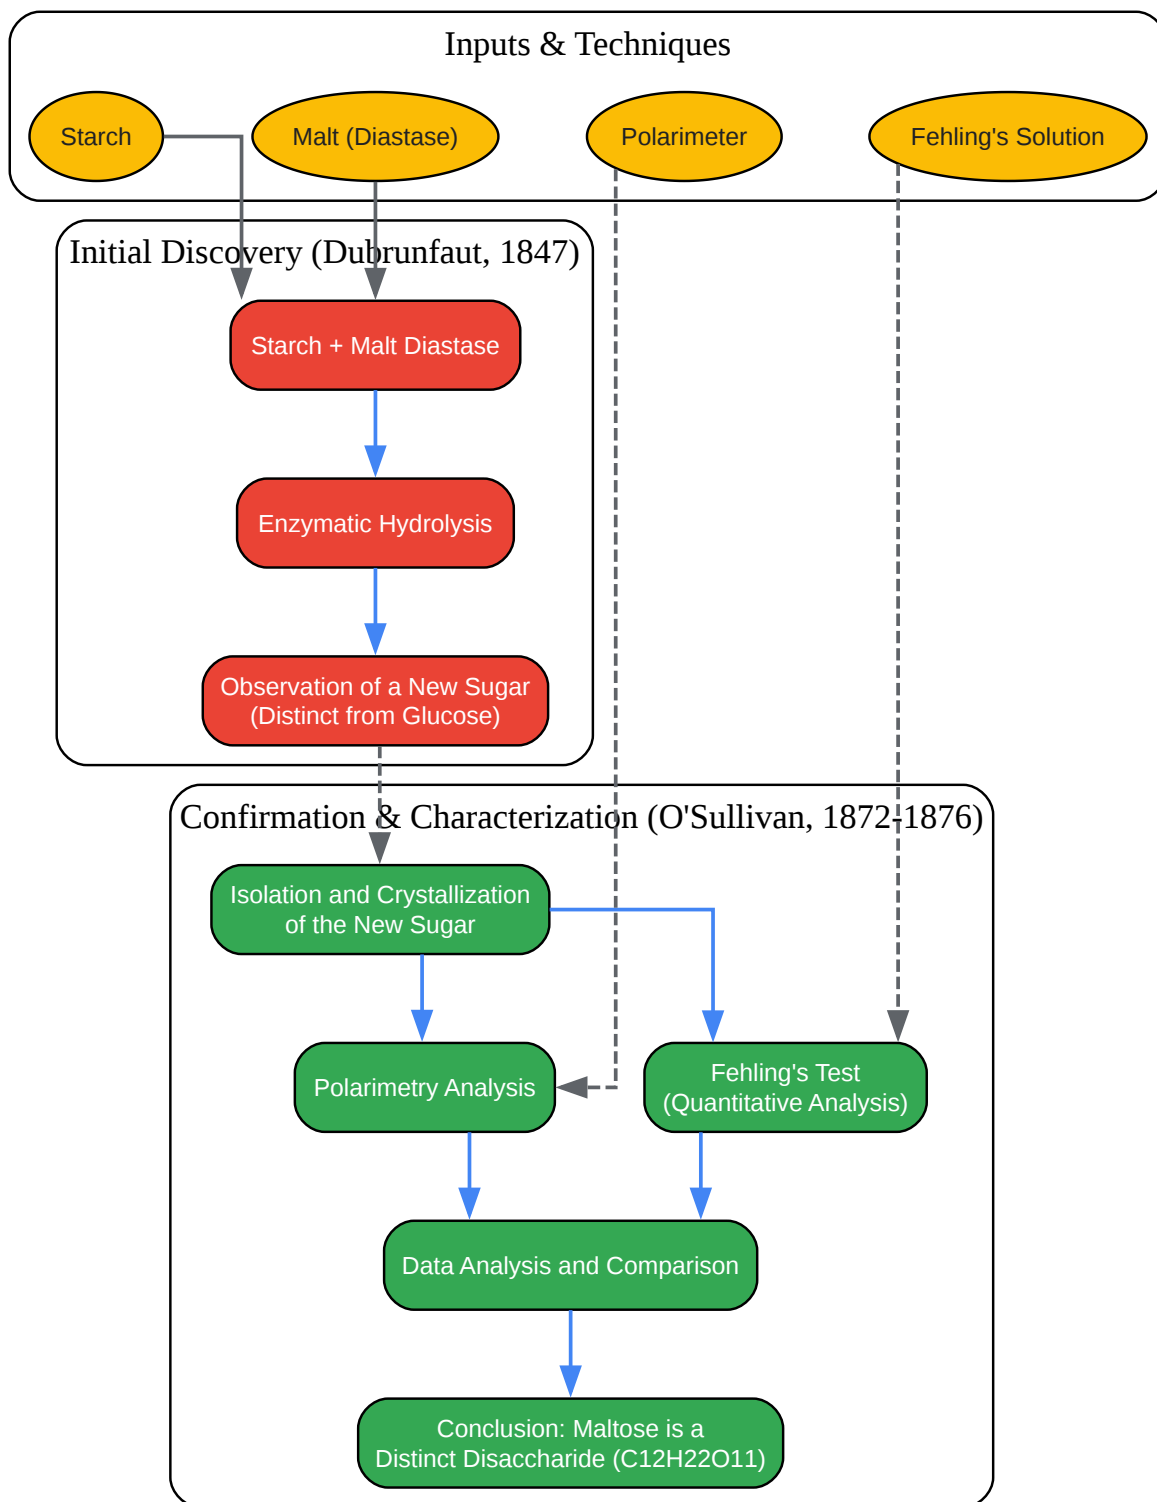 Inputs & Techniques
Starch
Malt (Diastase)
Polarimeter
Fehling's Solution
Initial Discovery (Dubrunfaut, 1847)
Starch + Malt Diastase
Enzymatic Hydrolysis
Observation of a New Sugar
(Distinct from Glucose)
Confirmation & Characterization (O'Sullivan, 1872-1876)
Isolation and Crystallization
of the New Sugar
Polarimetry Analysis
Fehling's Test
(Quantitative Analysis)
Data Analysis and Comparison
Conclusion: Maltose is a
Distinct Disaccharide (C12H22O11)